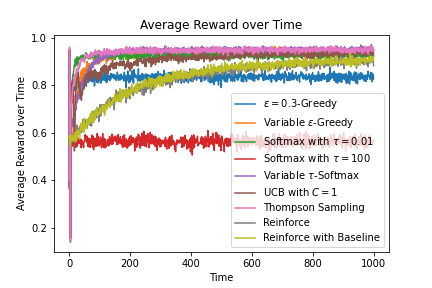 Average Reward over Time
Average Reward over Time
1.0
0.8
0.6
0.4
0.2
0
200
400
600
800
1000
Time
ε = 0.3-Greedy
Variable ε-Greedy
Softmax with τ = 0.01
Softmax with τ = 100
Variable τ-Softmax
UCB with C = 1
Thompson Sampling
Reinforce
Reinforce with Baseline